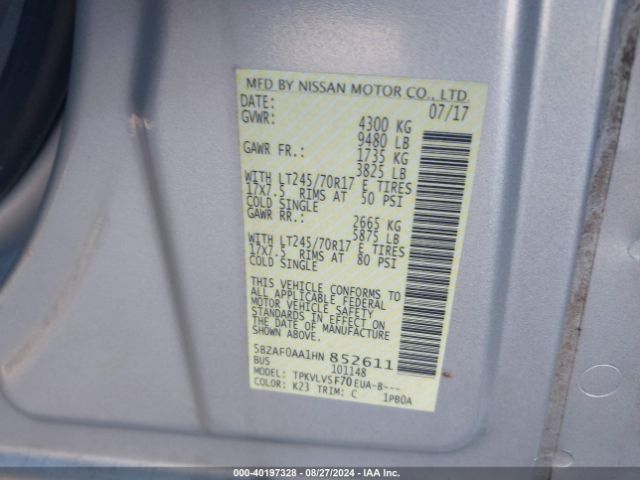 MFD BY NISSAN MOTOR CO., LTD.
DATE: 07/17
GVWR: 4300 KG
9480 LB
GAWR FR.: 1735 KG
3825 LB
WITH LT245/70R17 E TIRES
17X7.5 RIMS AT 50 PSI
COLD SINGLE
GAWR RR.: 2665 KG
5875 LB
WITH LT245/70R17 E TIRES
17X7.5 RIMS AT 80 PSI
COLD SINGLE
THIS VEHICLE CONFORMS TO
ALL APPLICABLE FEDERAL
MOTOR VEHICLE SAFETY
STANDARDS IN EFFECT ON
THE DATE OF MANUFACTURE
SHOWN ABOVE.
5B2AF0AA1HN 852611
BUS 101148
MODEL: TPKVLVSF70EUA-B---
COLOR: K23 TRIM: C 1PB0A
@ 000-40197328 - 08/27/2024 - IAA Inc.